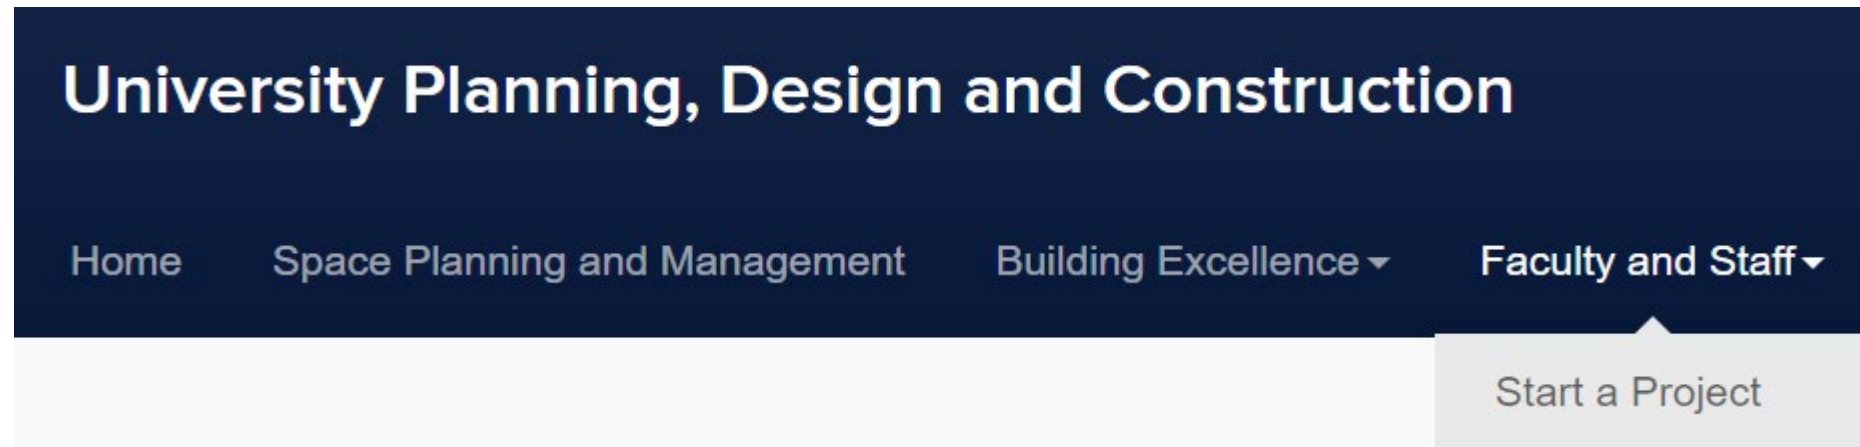 University Planning, Design and Construction
Home Space Planning and Management Building Excellence Faculty and Staff
Start a Project